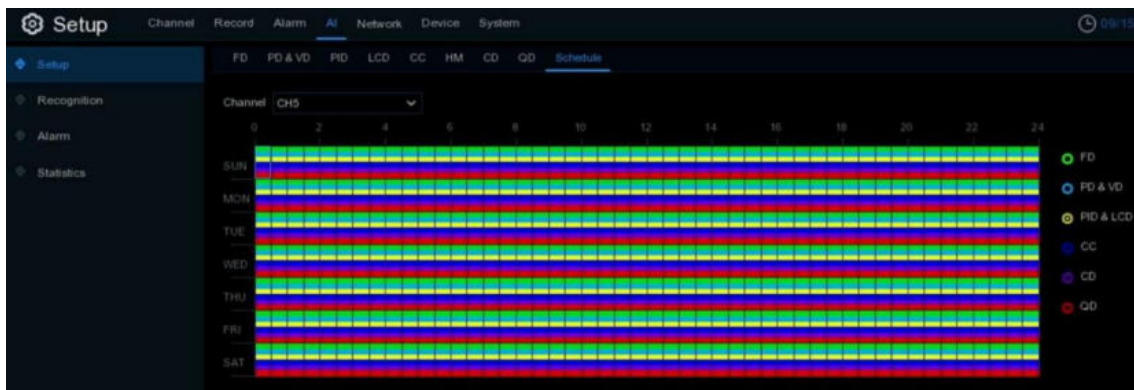 Setup Channel Record Alarm AI Network Device System 09/15
Setup
Recognition
Alarm
Statistics
FD PD & VD PID LCD CC HM CD QD Schedule
Channel CH5
0 2 4 6 8 10 12 14 16 18 20 22 24
SUN
MON
TUE
WED
THU
FRI
SAT
FD
PD & VD
PID & LCD
CC
CD
QD